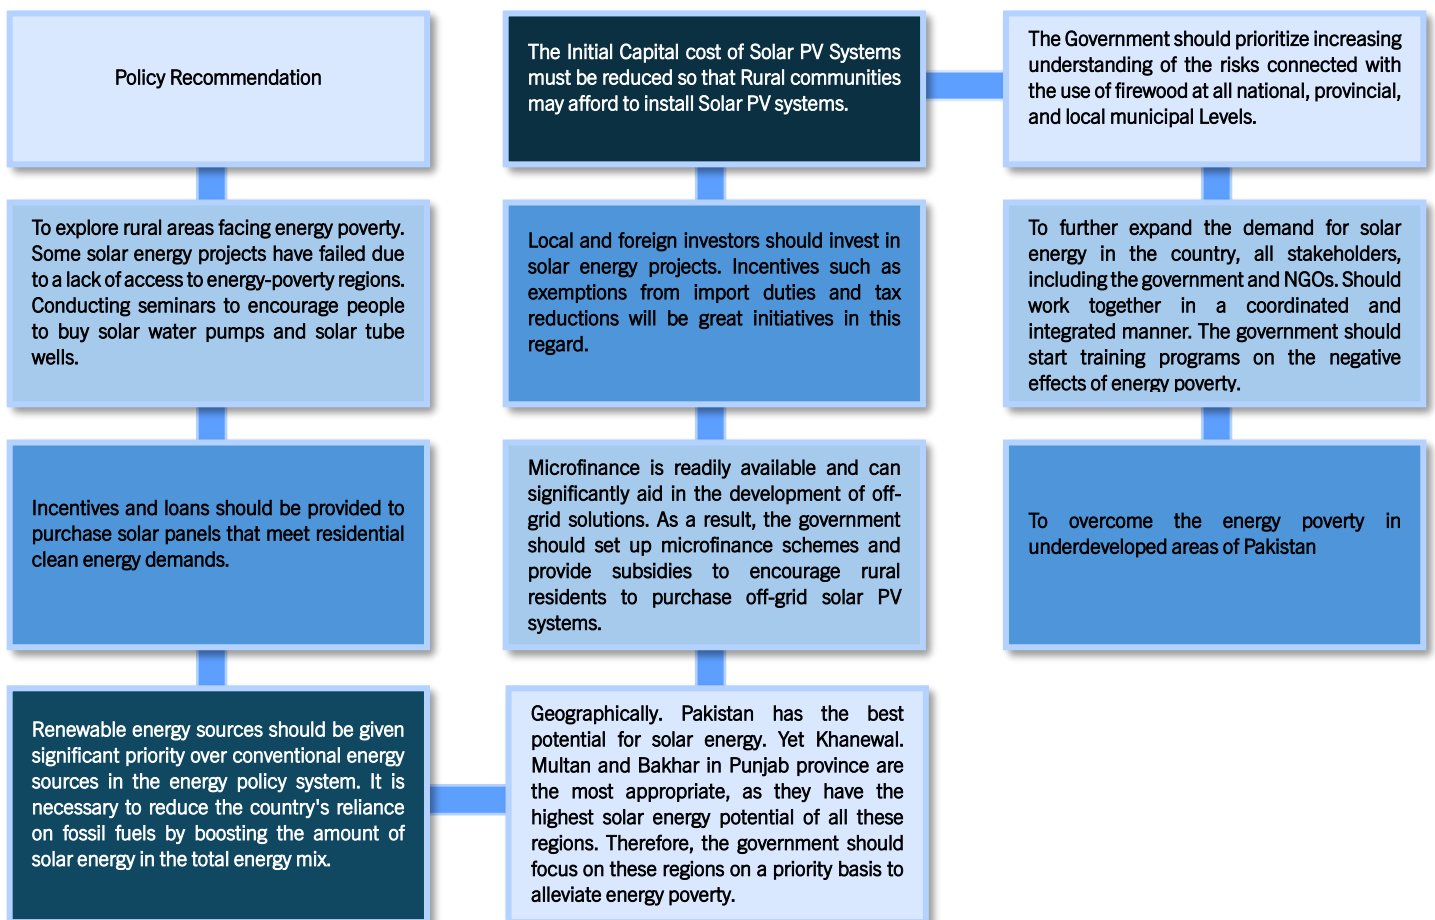 Policy Recommendation
To explore rural areas facing energy poverty.
Some solar energy projects have failed due
to a lack of access to energy-poverty regions.
Conducting seminars to encourage people
to buy solar water pumps and solar tube
wells.
Incentives and loans should be provided to
purchase solar panels that meet residential
clean energy demands.
Renewable energy sources should be given
significant priority over conventional energy
sources in the energy policy system. It is
necessary to reduce the country's reliance
on fossil fuels by boosting the amount of
solar energy in the total energy mix.
Geographically. Pakistan has the best
potential for solar energy. Yet Khanewal.
Multan and Bakhar in Punjab province are
the most appropriate, as they have the
highest solar energy potential of all these
regions. Therefore, the government should
focus on these regions on a priority basis to
alleviate energy poverty.
Microfinance is readily available and can
significantly aid in the development of off-
grid solutions. As a result, the government
should set up microfinance schemes and
provide subsidies to encourage rural
residents to purchase off-grid solar PV
systems.
Local and foreign investors should invest in
solar energy projects. Incentives such as
exemptions from import duties and tax
reductions will be great initiatives in this
regard.
The Initial Capital cost of Solar PV Systems
must be reduced so that Rural communities
may afford to install Solar PV systems.
The Government should prioritize increasing
understanding of the risks connected with
the use of firewood at all national, provincial,
and local municipal Levels.
To further expand the demand for solar
energy in the country, all stakeholders,
including the government and NGOs. Should
work together in a coordinated and
integrated manner. The government should
start training programs on the negative
effects of energy poverty.
To overcome the energy poverty in
underdeveloped areas of Pakistan